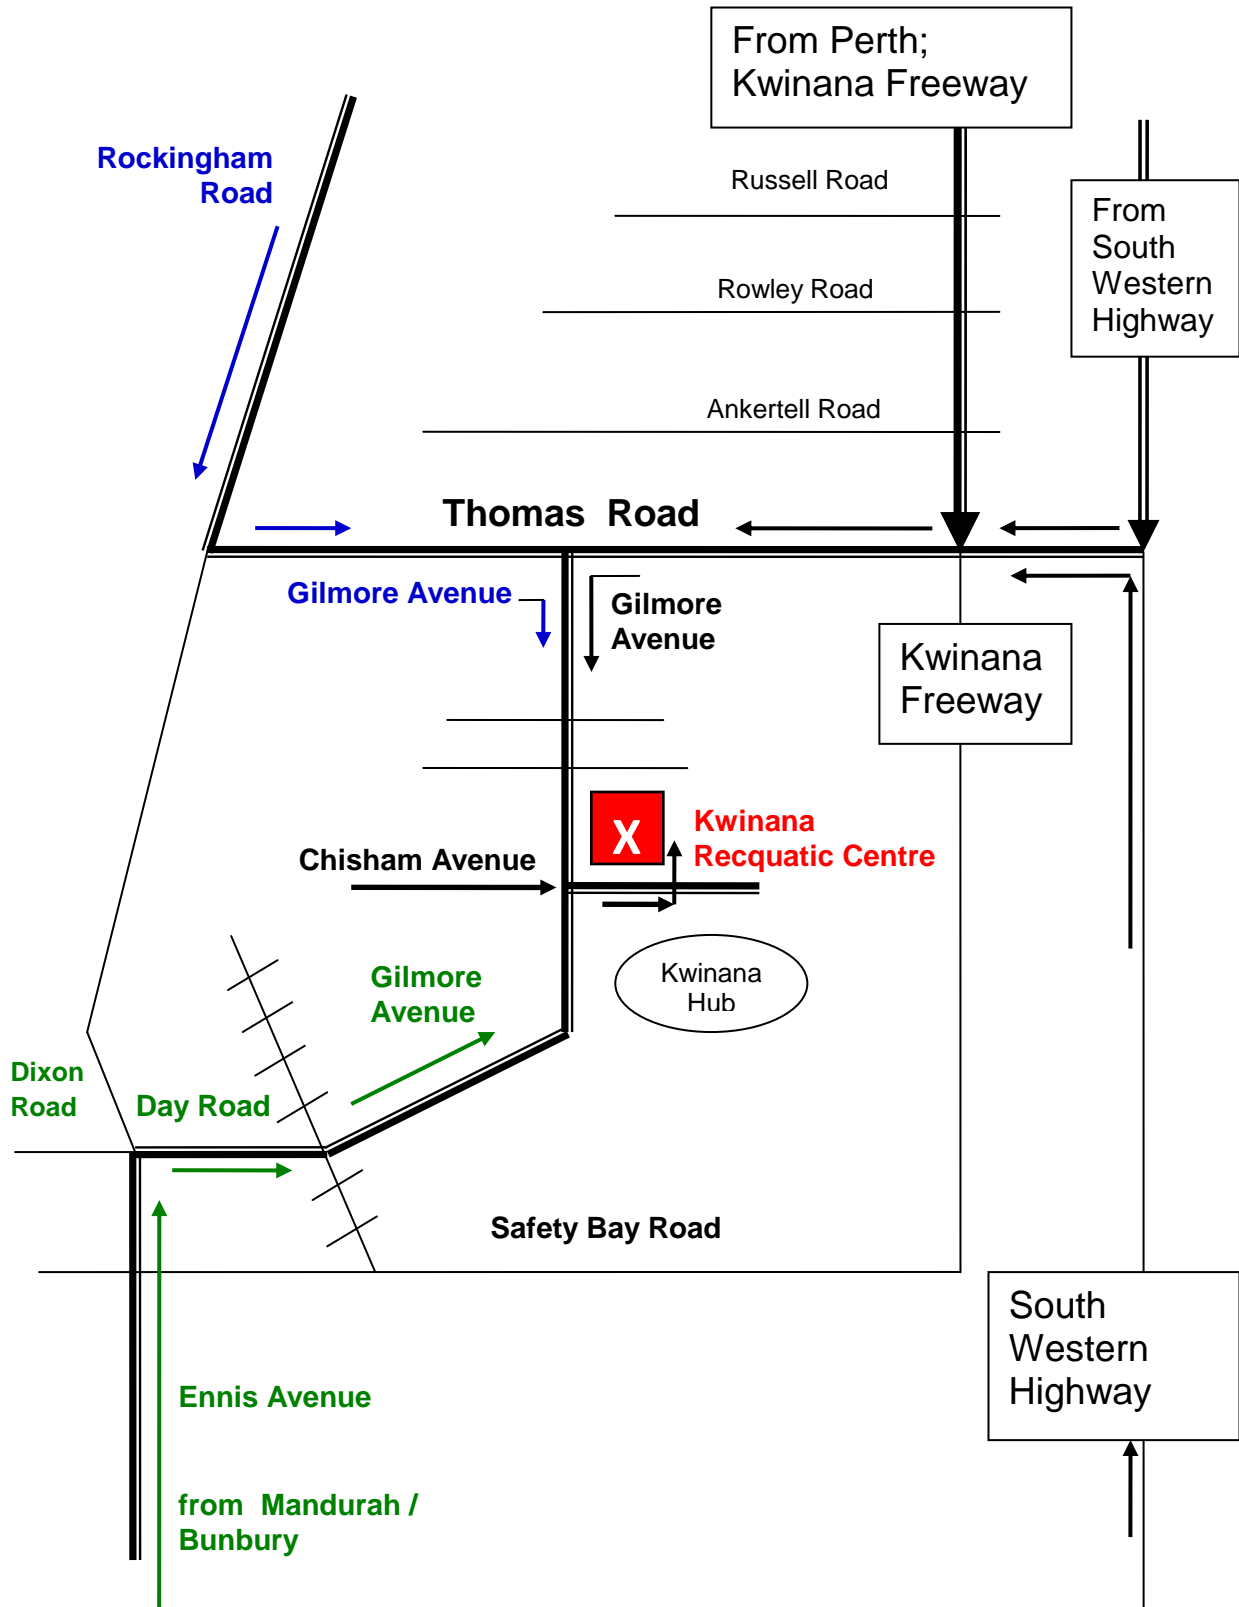 From Perth;
Kwinana Freeway
Rockingham
Road
Russell Road
From
South
Western
Highway
Rowley Road
Ankertell Road
Thomas Road
Gilmore Avenue
Gilmore
Avenue
Kwinana
Freeway
X
Kwinana
Recquatic Centre
Chisham Avenue
Gilmore
Avenue
Kwinana
Hub
Dixon
Road
Day Road
Safety Bay Road
South
Western
Highway
Ennis Avenue
from Mandurah /
Bunbury